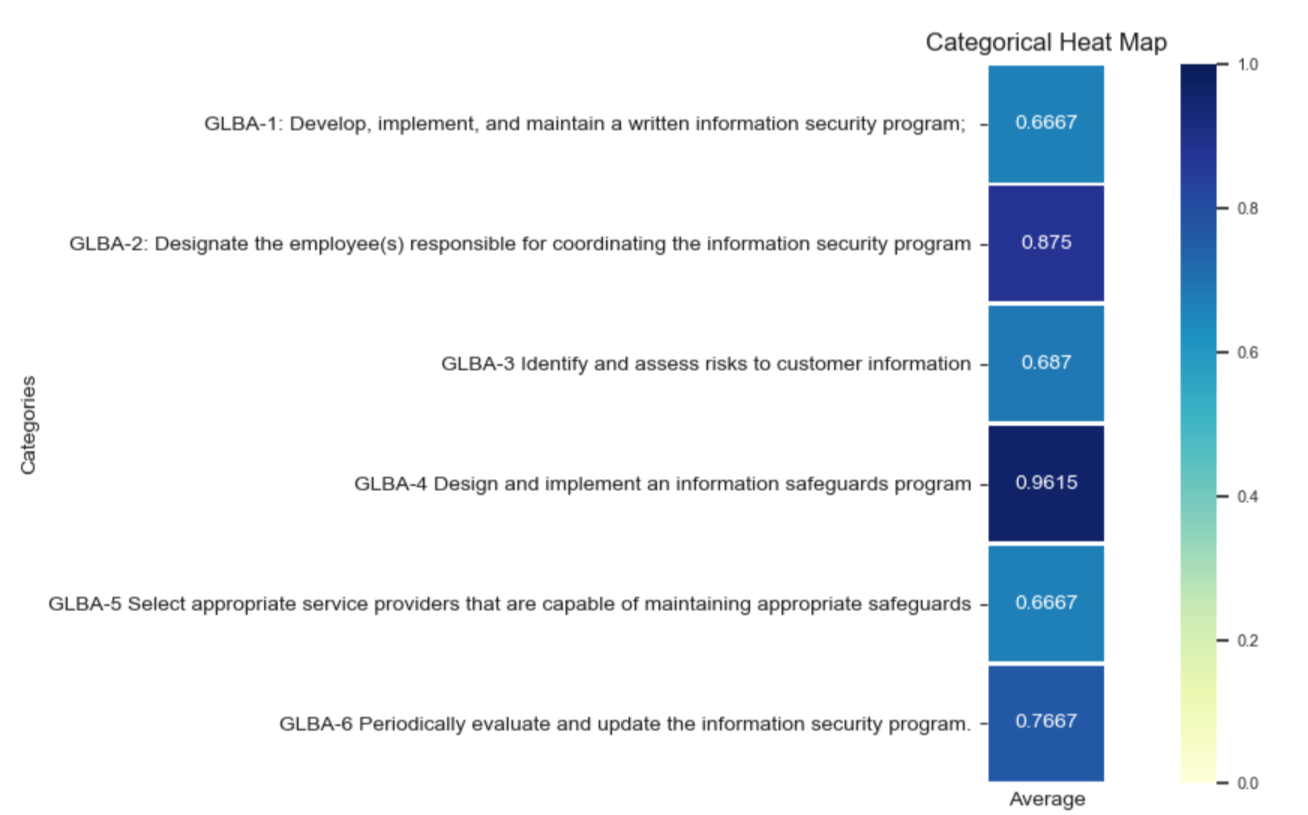 Categorical Heat Map
1.0
GLBA-1: Develop, implement, and maintain a written information security program;
0.6667
GLBA-2: Designate the employee(s) responsible for coordinating the information security program
0.875
0.8
GLBA-3 Identify and assess risks to customer information
0.687
0.6
Categories
GLBA-4 Design and implement an information safeguards program
0.9615
0.4
GLBA-5 Select appropriate service providers that are capable of maintaining appropriate safeguards
0.6667
0.2
GLBA-6 Periodically evaluate and update the information security program.
0.7667
0.0
Average